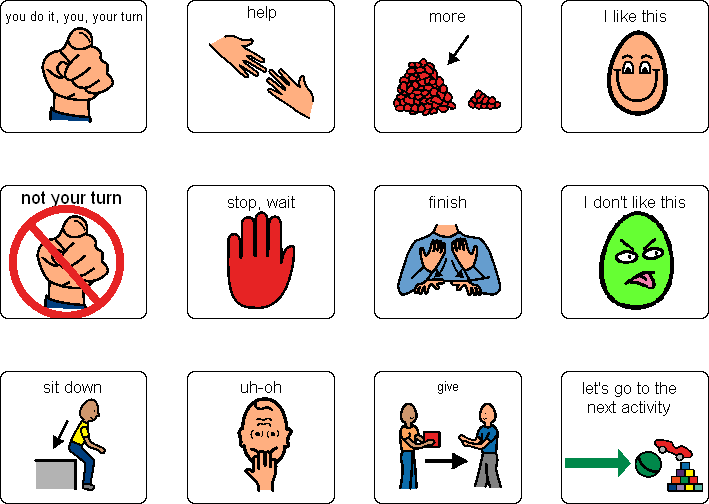 you do it, you, your turn
help
more
I like this
not your turn
stop, wait
finish
I don't like this
sit down
uh-oh
give
let's go to the
next activity